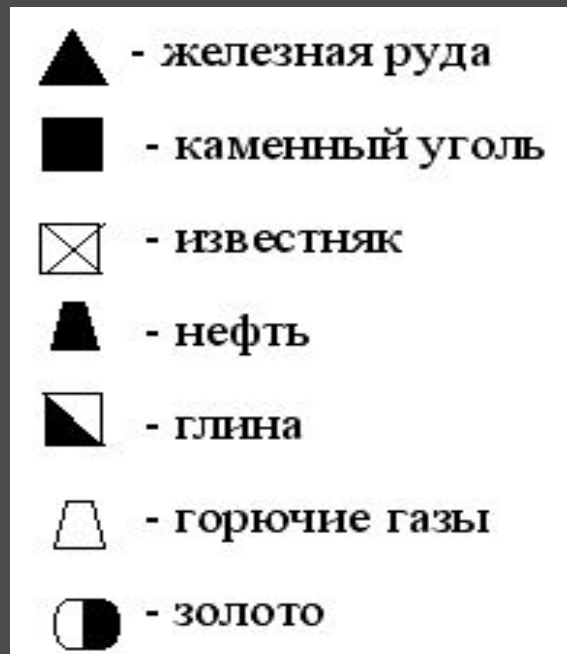 - железная руда
- каменный уголь
- известняк
- нефть
- глина
- горючие газы
- золото